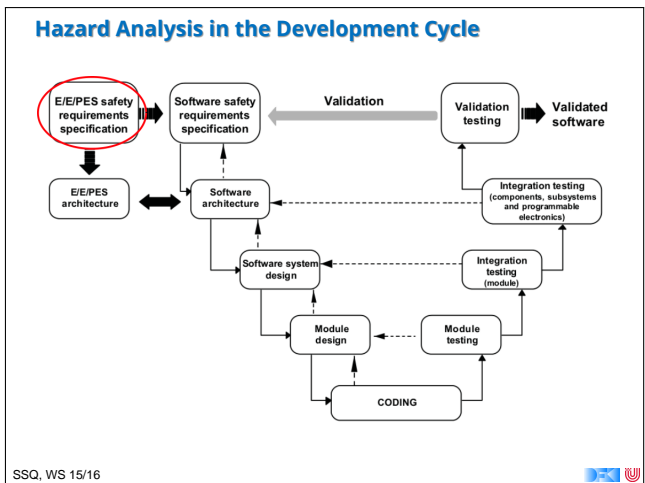 Hazard Analysis in the Development Cycle
E/E/PES safety
requirements
specification
Software safety
requirements
specification
Validation
Validation
testing
Validated
software
E/E/PES
architecture
Software
architecture
Integration testing
(components, subsystems
and programmable
electronics)
Software system
design
Integration
testing
(module)
Module
design
Module
testing
CODING
SSQ, WS 15/16